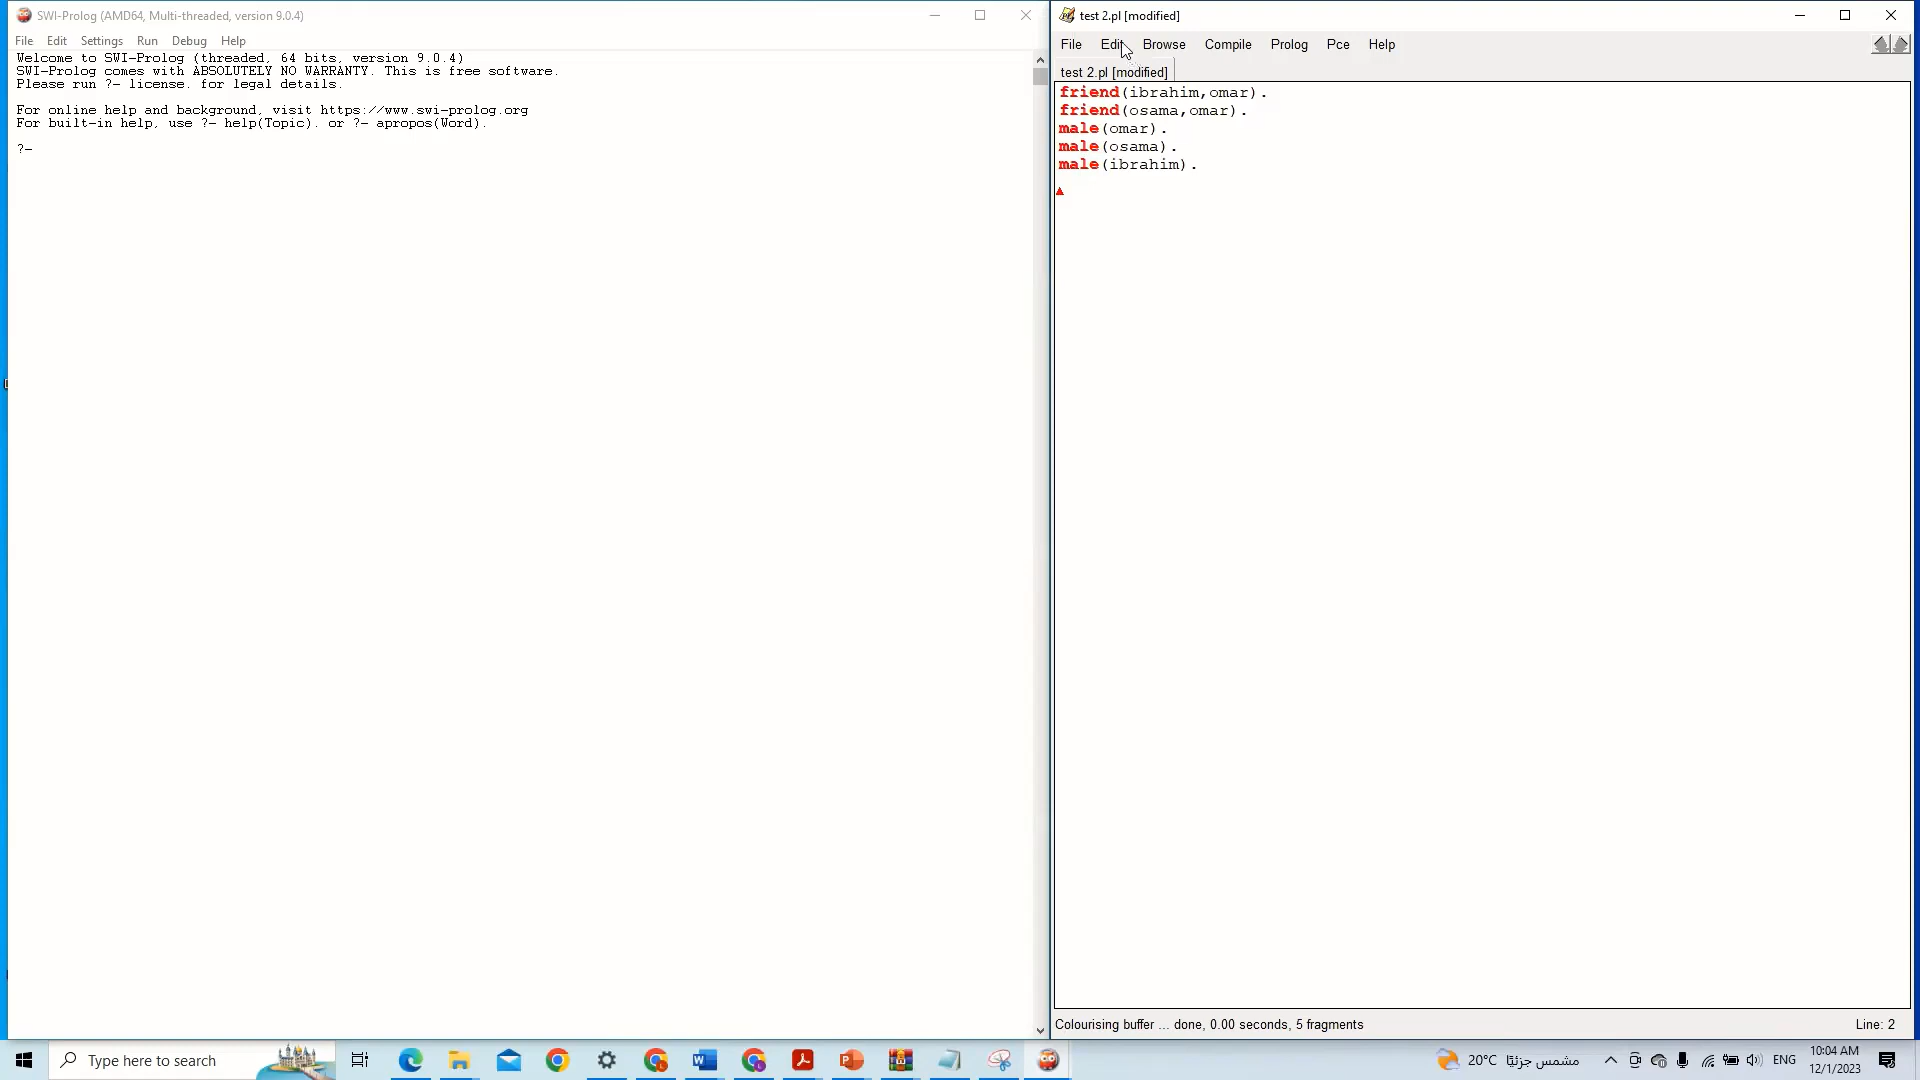 SWI-Prolog (AMD64, Multi-threaded, version 9.0.4)
File Edit Settings Run Debug Help
Welcome to SWI-Prolog (threaded, 64 bits, version 9.0.4)
SWI-Prolog comes with ABSOLUTELY NO WARRANTY. This is free software.
Please run ?- license. for legal details.
For online help and background, visit https://www.swi-prolog.org
For built-in help, use ?- help(Topic). or ?- apropos(Word).
?-
test 2.pl [modified]
File Edit Browse Compile Prolog Pce Help
test 2.pl [modified]
friend(ibrahim,omar).
friend(osama,omar).
male(omar).
male(osama).
male(ibrahim).
Colourising buffer ... done, 0.00 seconds, 5 fragments Line: 2
Type here to search
20°C مشمس جزئيًا ENG
10:04 AM
12/1/2023